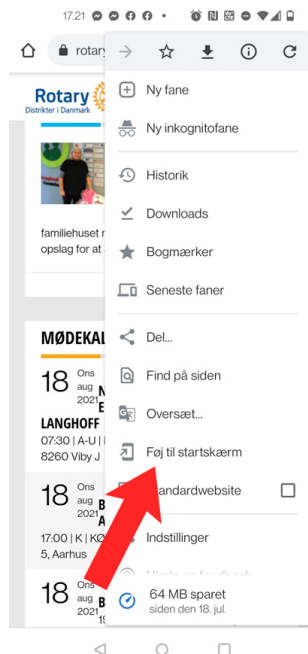 17.21
rotary
Ny fane
Ny inkognitofane
Historik
Downloads
Bogmærker
Seneste faner
Del...
Find på siden
Oversæt...
Føj til startskærm
Indstillinger
64 MB sparet
siden den 18. jul.
Rotary
Distrikter i Danmark
familiehuset
opslag for at
MØDEKAL
18
Ons
aug
2021
LANGHOFF
07:30 | A-U |
8260 Viby J
18
Ons
aug
2021
17:00 | K | KØ
5, Aarhus
18
Ons
aug
2021